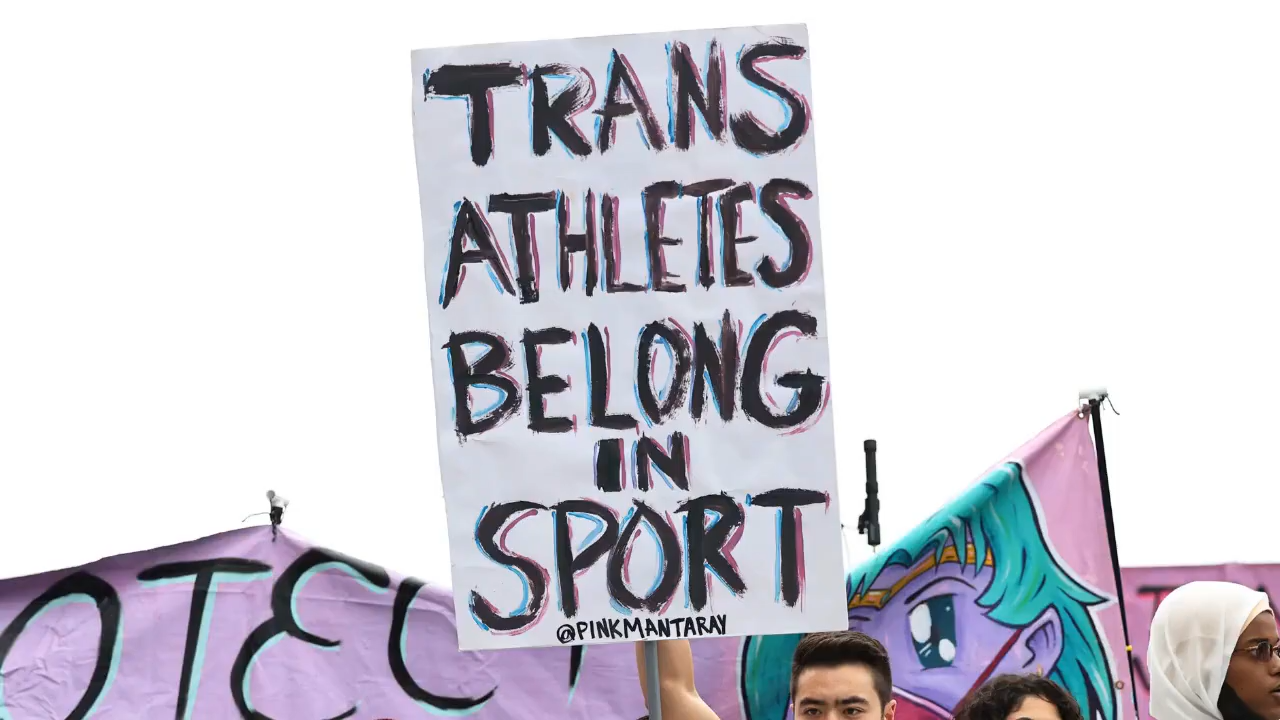 TRANS
ATHLETES
BELONG
IN
SPORT
@PINKMANTARAY